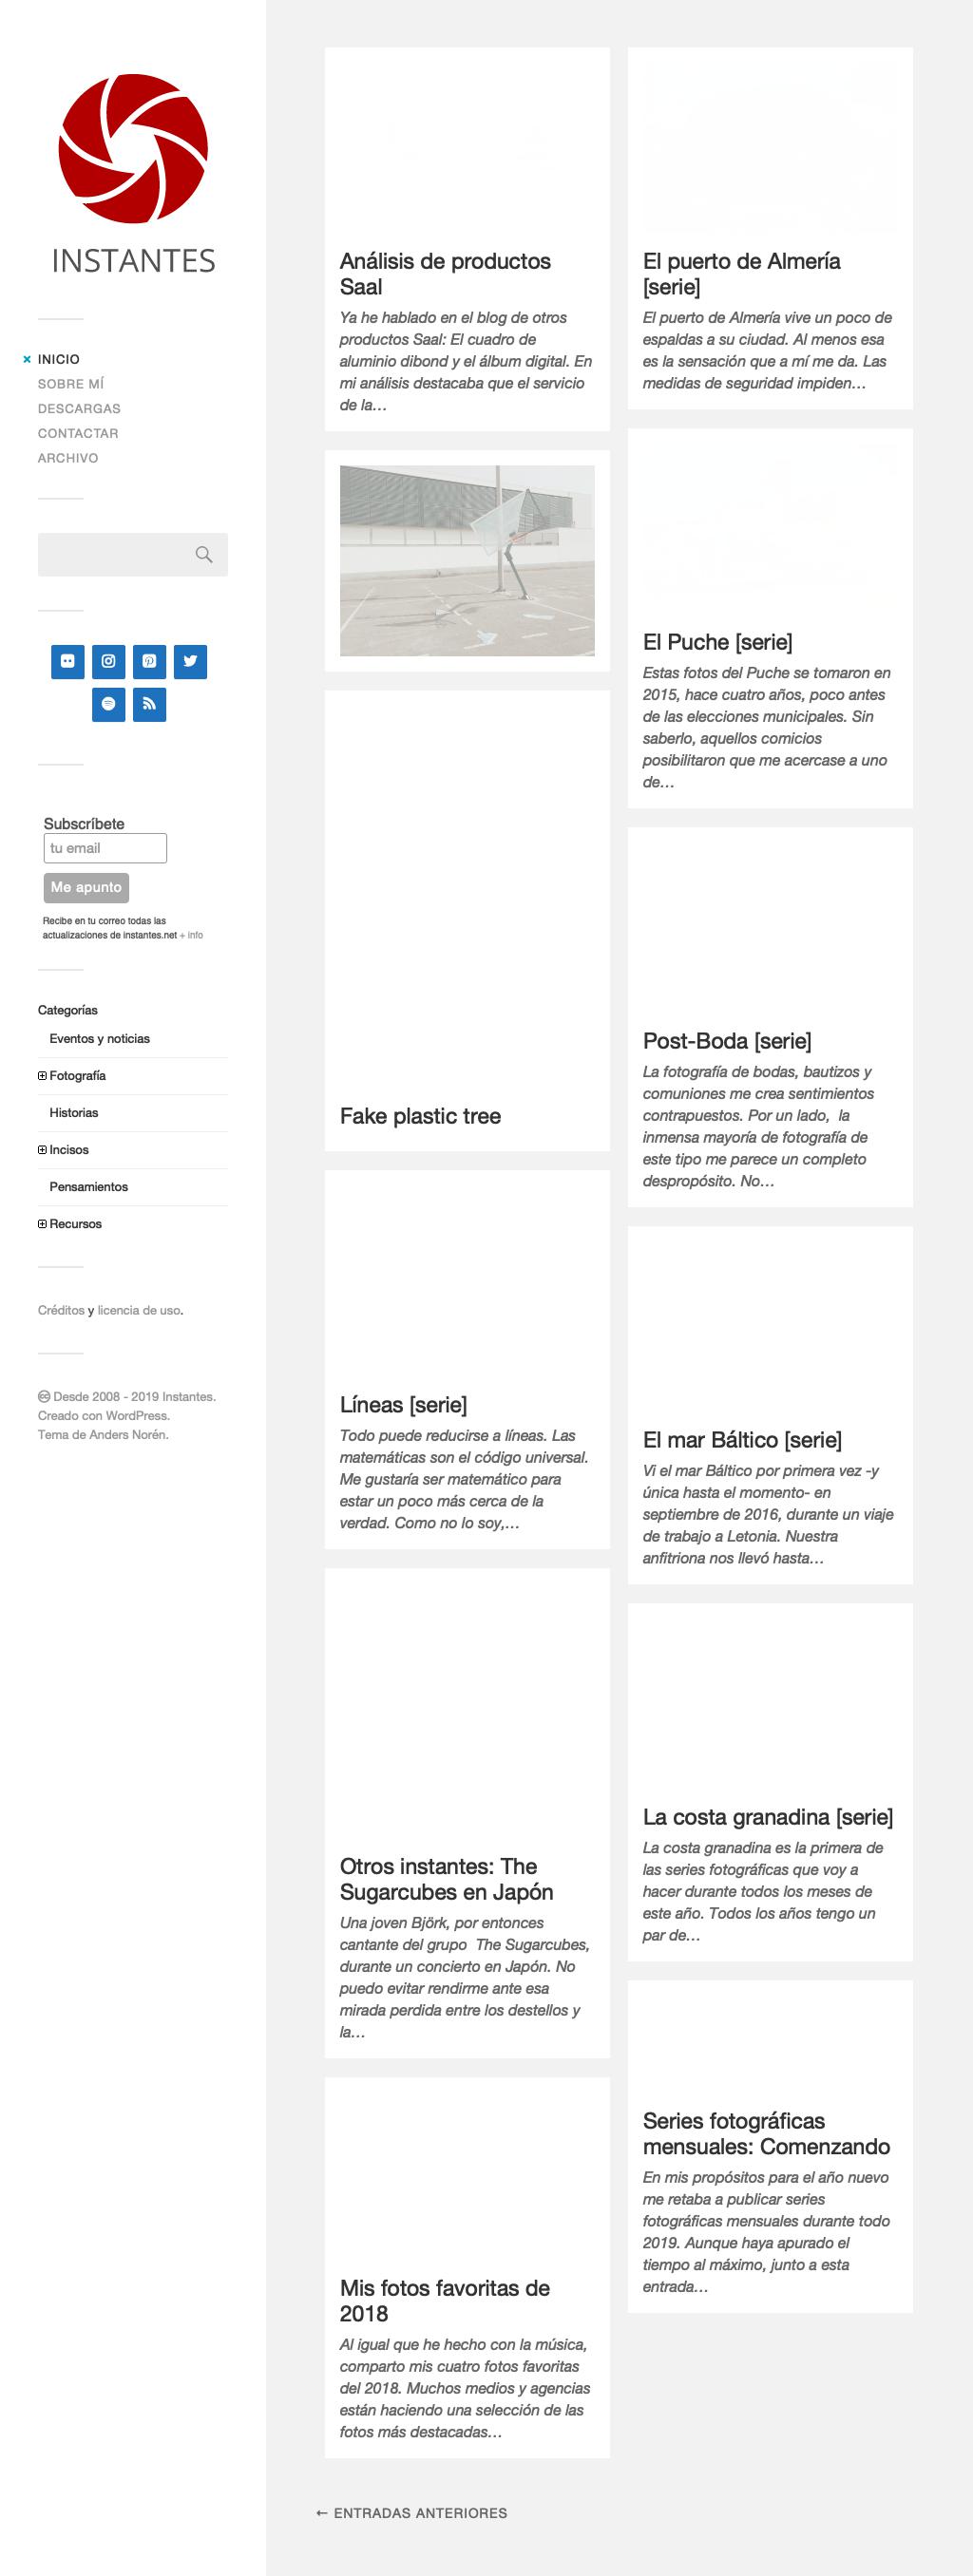 INSTANTES
INICIO
SOBRE MÍ
DESCARGAS
CONTACTAR
ARCHIVO
Subscríbete
tu email
Me apunto
Recibe en tu correo todas las
actualizaciones de instantes.net + info
Categorías
Eventos y noticias
Fotografía
Historias
Incisos
Pensamientos
Recursos
Créditos y licencia de uso.
Desde 2008 - 2019 Instantes.
Creado con WordPress.
Tema de Anders Norén.
Análisis de productos
Saal
Ya he hablado en el blog de otros
productos Saal: El cuadro de
aluminio dibond y el álbum digital. En
mi análisis destacaba que el servicio
de la…
Fake plastic tree
Líneas [serie]
Todo puede reducirse a líneas. Las
matemáticas son el código universal.
Me gustaría ser matemático para
estar un poco más cerca de la
verdad. Como no lo soy,…
Otros instantes: The
Sugarcubes en Japón
Una joven Björk, por entonces
cantante del grupo  The Sugarcubes,
durante un concierto en Japón. No
puedo evitar rendirme ante esa
mirada perdida entre los destellos y
la…
Mis fotos favoritas de
2018
Al igual que he hecho con la música,
comparto mis cuatro fotos favoritas
del 2018. Muchos medios y agencias
están haciendo una selección de las
fotos más destacadas…
El puerto de Almería
[serie]
El puerto de Almería vive un poco de
espaldas a su ciudad. Al menos esa
es la sensación que a mí me da. Las
medidas de seguridad impiden…
El Puche [serie]
Estas fotos del Puche se tomaron en
2015, hace cuatro años, poco antes
de las elecciones municipales. Sin
saberlo, aquellos comicios
posibilitaron que me acercase a uno
de…
Post-Boda [serie]
La fotografía de bodas, bautizos y
comuniones me crea sentimientos
contrapuestos. Por un lado,  la
inmensa mayoría de fotografía de
este tipo me parece un completo
despropósito. No…
El mar Báltico [serie]
Vi el mar Báltico por primera vez -y
única hasta el momento- en
septiembre de 2016, durante un viaje
de trabajo a Letonia. Nuestra
anfitriona nos llevó hasta…
La costa granadina [serie]
La costa granadina es la primera de
las series fotográficas que voy a
hacer durante todos los meses de
este año. Todos los años tengo un
par de…
Series fotográficas
mensuales: Comenzando
En mis propósitos para el año nuevo
me retaba a publicar series
fotográficas mensuales durante todo
2019. Aunque haya apurado el
tiempo al máximo, junto a esta
entrada…
← ENTRADAS ANTERIORES